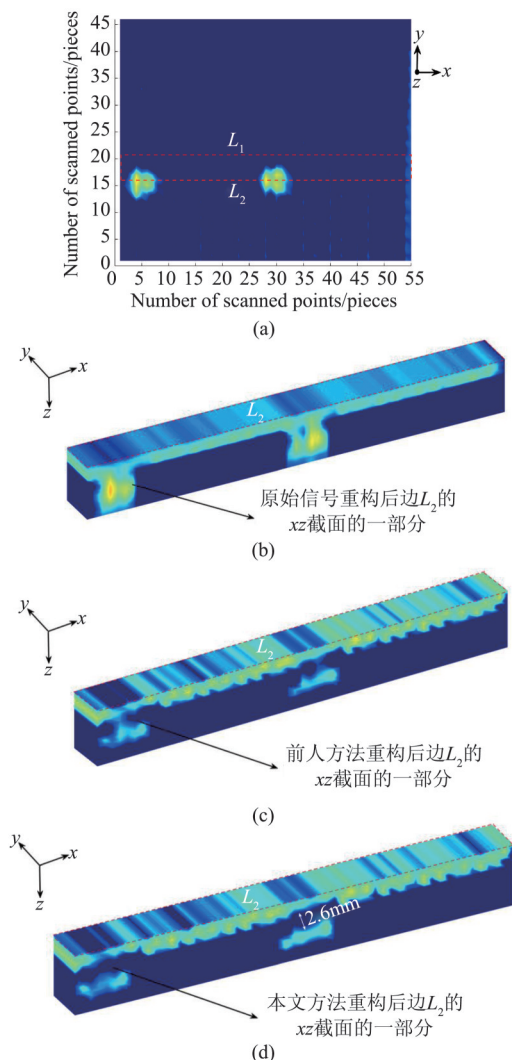 45
40
35
30
25
20
15
10
5
0
Number of scanned points/pieces
L₁
L₂
y
z
x
0 5 10 15 20 25 30 35 40 45 50 55
Number of scanned points/pieces
(a)
y
x
z
L₂
原始信号重构后边L₂的
xz截面的一部分
(b)
y
x
z
L₂
前人方法重构后边L₂的
xz截面的一部分
(c)
y
x
z
L₂
2.6mm
本文方法重构后边L₂的
xz截面的一部分
(d)